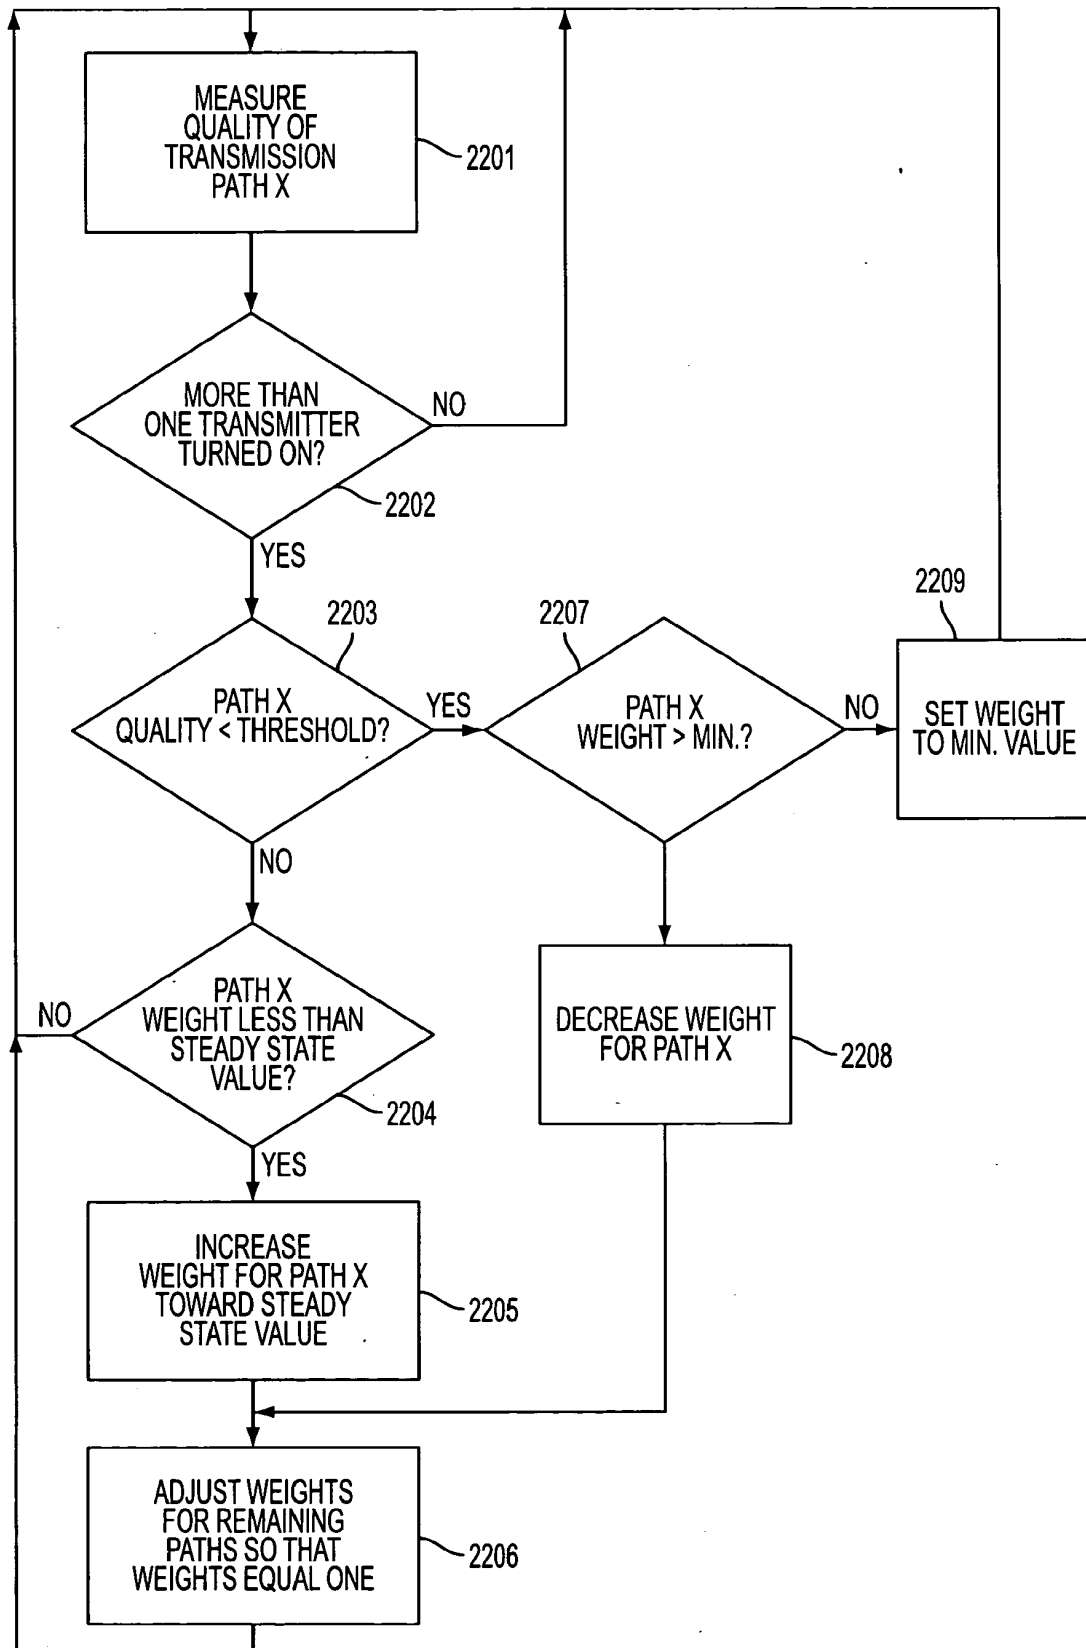 MEASURE
QUALITY OF
TRANSMISSION
PATH X
2201
MORE THAN
ONE TRANSMITTER
TURNED ON?
NO
2202
YES
2203
PATH X
QUALITY < THRESHOLD?
YES
2207
PATH X
WEIGHT > MIN.?
NO
2209
SET WEIGHT
TO MIN. VALUE
NO
PATH X
WEIGHT LESS THAN
STEADY STATE
VALUE?
NO
2204
DECREASE WEIGHT
FOR PATH X
2208
YES
INCREASE
WEIGHT FOR PATH X
TOWARD STEADY
STATE VALUE
2205
ADJUST WEIGHTS
FOR REMAINING
PATHS SO THAT
WEIGHTS EQUAL ONE
2206